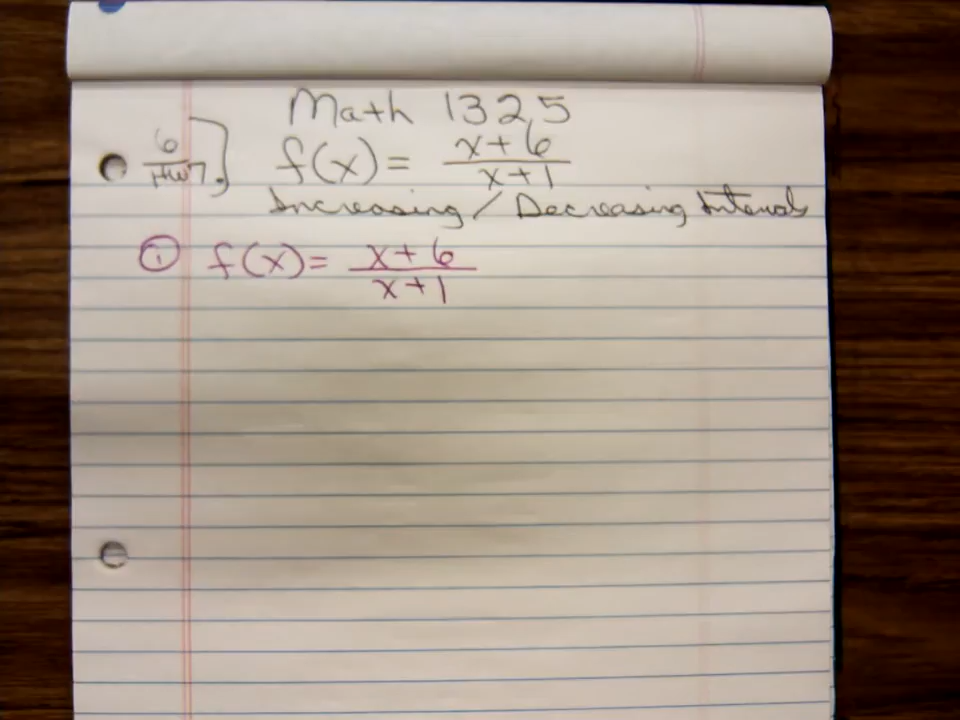 Math 1325
6/HW7.] f(x) = (x+6)/(x+1)
Increasing / Decreasing Intervals
① f(x) = (x+6)/(x+1)